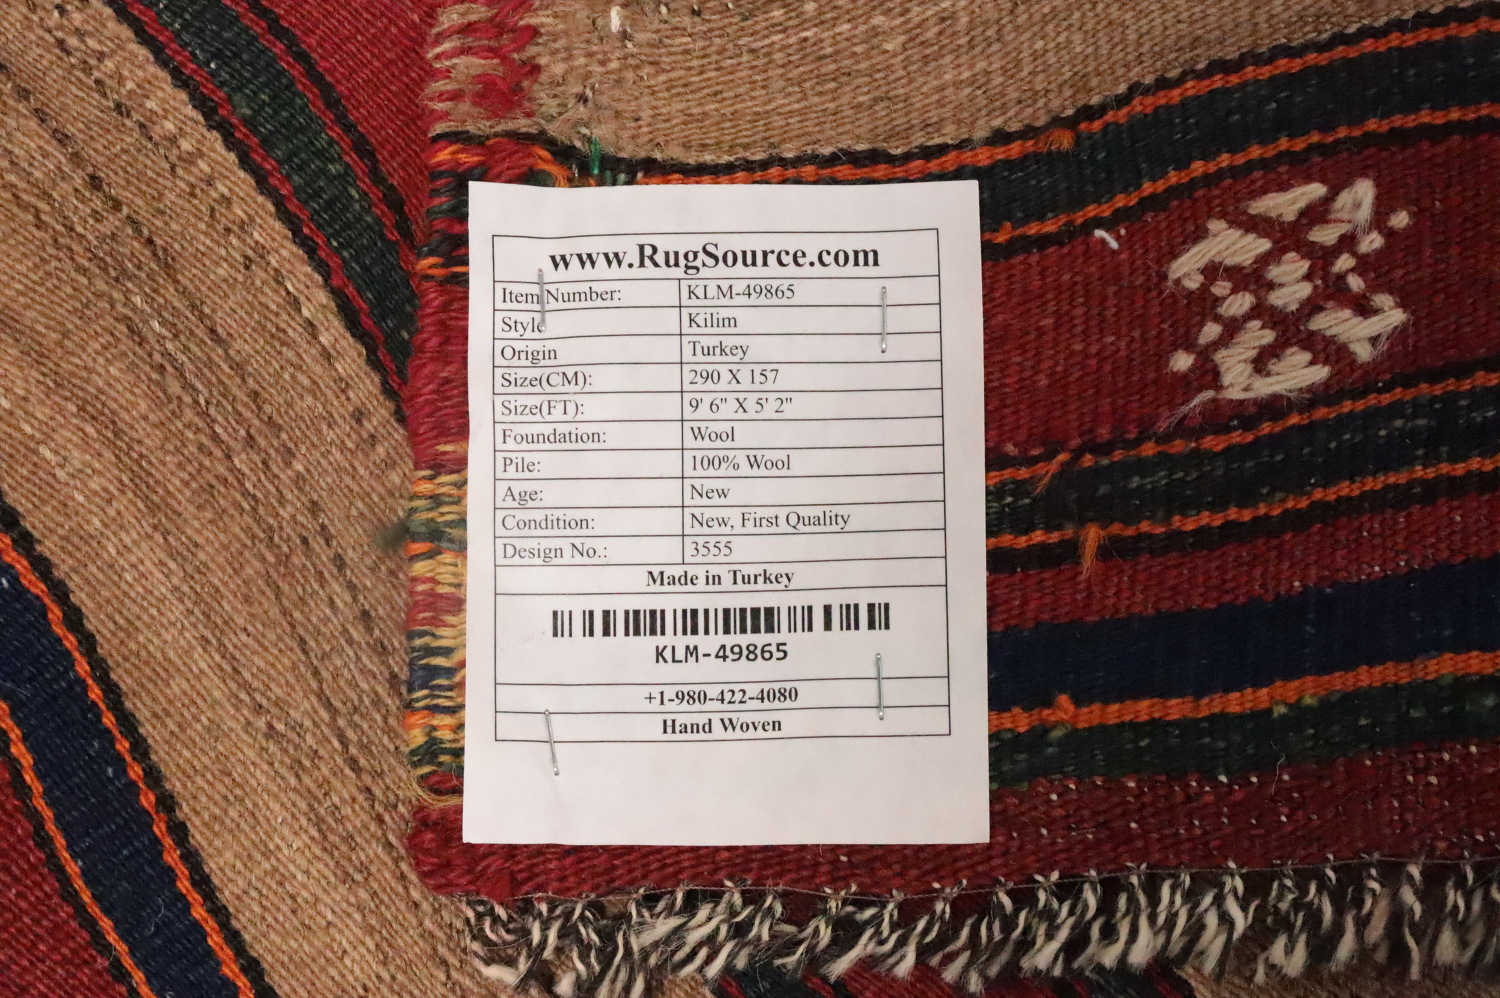 www.RugSource.com
Item Number: KLM-49865
Style Kilim
Origin Turkey
Size(CM): 290 X 157
Size(FT): 9' 6" X 5' 2"
Foundation: Wool
Pile: 100% Wool
Age: New
Condition: New, First Quality
Design No.: 3555
Made in Turkey
KLM-49865
+1-980-422-4080
Hand Woven